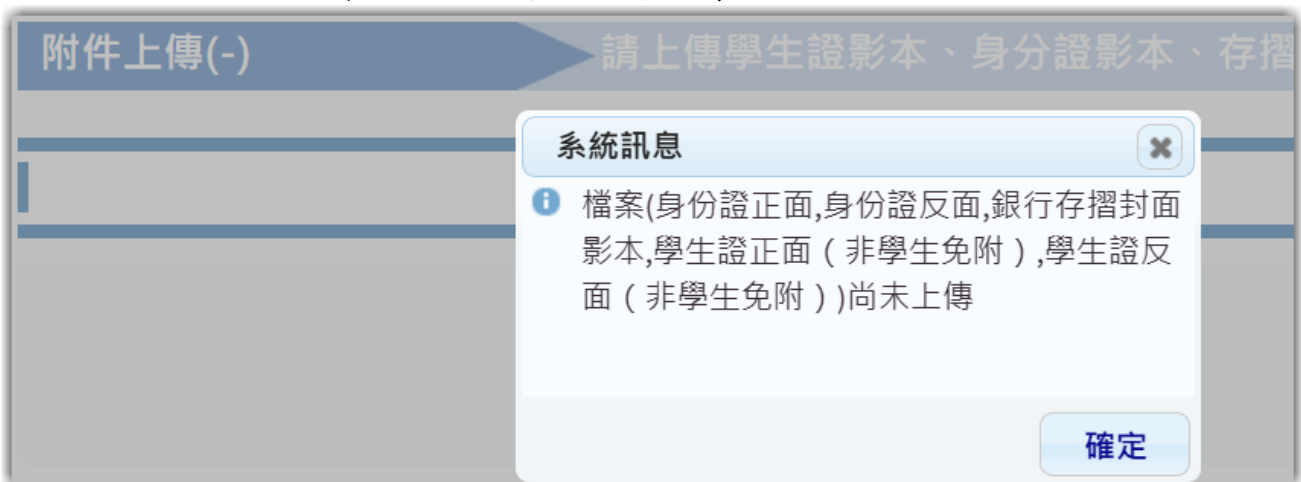 附件上傳(-)
請上傳學生證影本、身分證影本、存摺
系統訊息
檔案(身份證正面,身份證反面,銀行存摺封面
影本,學生證正面（非學生免附）,學生證反
面（非學生免附）)尚未上傳
確定